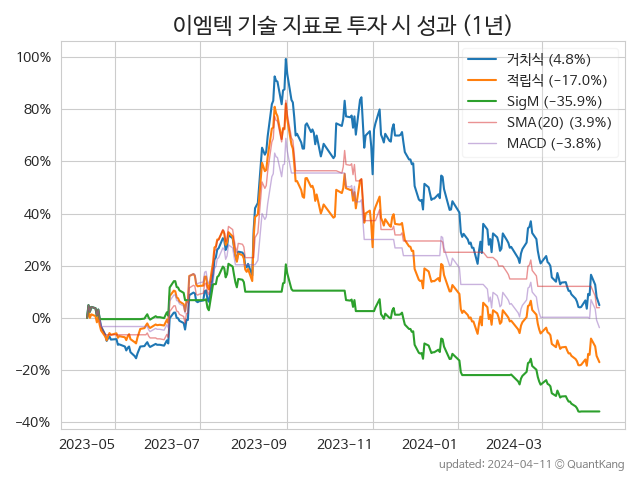 이엠텍 기술 지표로 투자 시 성과 (1년)
거치식 (4.8%)
적립식 (−17.0%)
SigM (−35.9%)
SMA(20) (3.9%)
MACD (−3.8%)
100%
80%
60%
40%
20%
0%
−20%
−40%
2023-05 2023-07 2023-09 2023-11 2024-01 2024-03
updated: 2024-04-11 © QuantKang